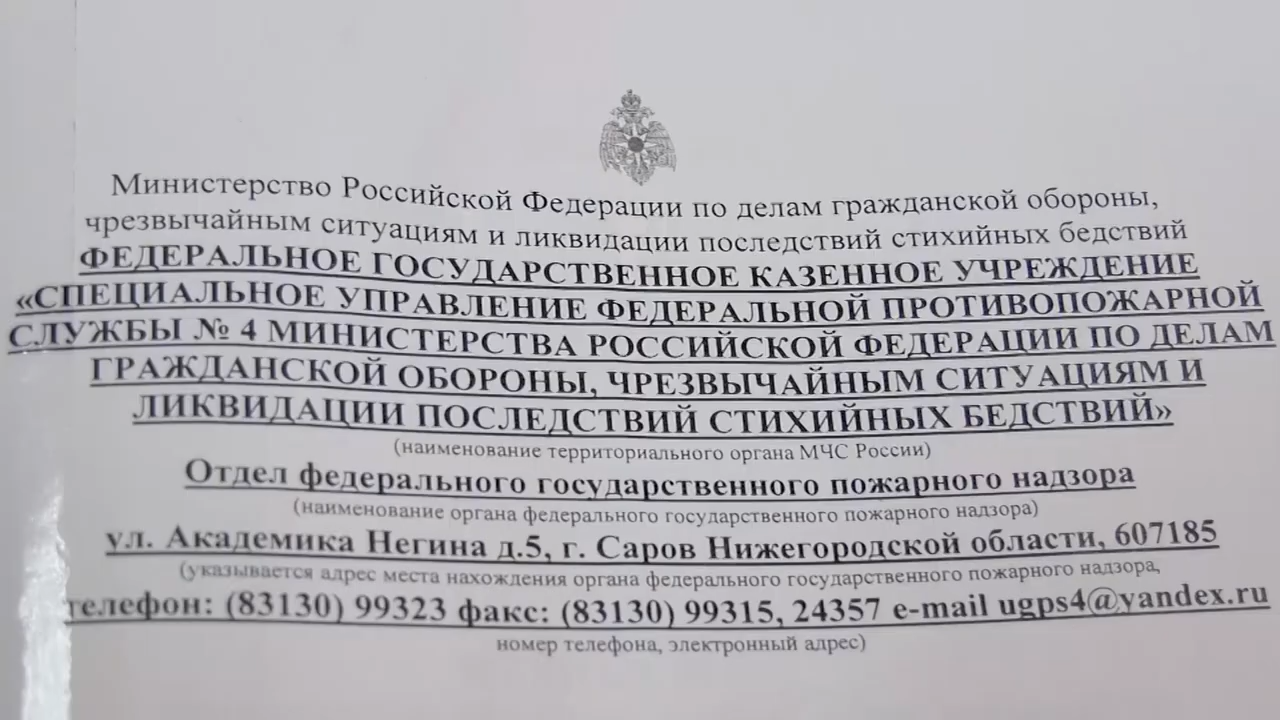 Министерство Российской Федерации по делам гражданской обороны,
чрезвычайным ситуациям и ликвидации последствий стихийных бедствий
ФЕДЕРАЛЬНОЕ ГОСУДАРСТВЕННОЕ КАЗЕННОЕ УЧРЕЖДЕНИЕ
«СПЕЦИАЛЬНОЕ УПРАВЛЕНИЕ ФЕДЕРАЛЬНОЙ ПРОТИВОПОЖАРНОЙ
СЛУЖБЫ № 4 МИНИСТЕРСТВА РОССИЙСКОЙ ФЕДЕРАЦИИ ПО ДЕЛАМ
ГРАЖДАНСКОЙ ОБОРОНЫ, ЧРЕЗВЫЧАЙНЫМ СИТУАЦИЯМ И
ЛИКВИДАЦИИ ПОСЛЕДСТВИЙ СТИХИЙНЫХ БЕДСТВИЙ»
(наименование территориального органа МЧС России)
Отдел федерального государственного пожарного надзора
(наименование органа федерального государственного пожарного надзора)
ул. Академика Негина д.5, г. Саров Нижегородской области, 607185
(указывается адрес места нахождения органа федерального государственного пожарного надзора,
телефон: (83130) 99323 факс: (83130) 99315, 24357 e-mail ugps4@yandex.ru
номер телефона, электронный адрес)